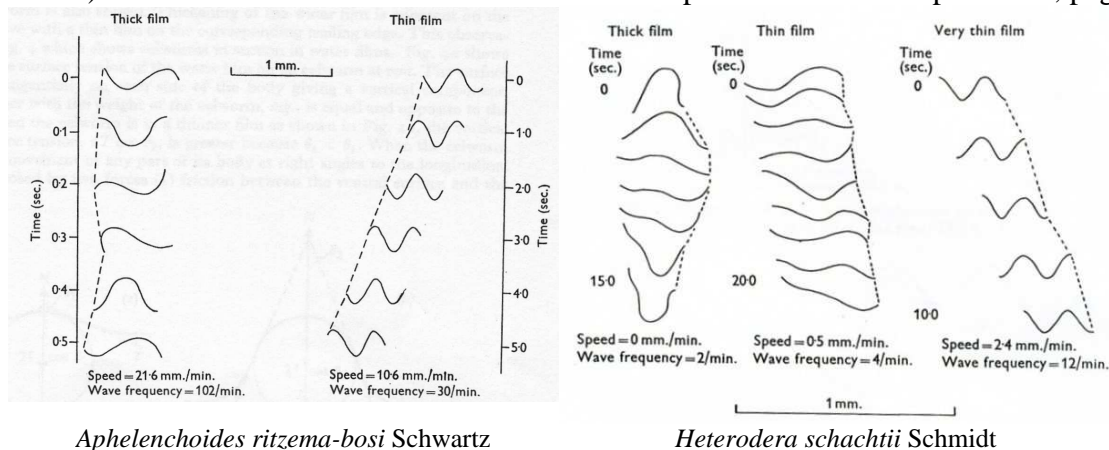 Thick film
Thin film
1 mm.
0
0·1
0·2
0·3
0·4
0·5
Time (sec.)
0
1·0
2·0
3·0
4·0
5·0
Time (sec.)
Speed=21·6 mm./min.
Wave frequency=102/min.
Speed=10·6 mm./min.
Wave frequency=30/min.
Thick film
Time
(sec.)
0
15·0
Speed=0 mm./min.
Wave frequency=2/min.
Thin film
Time
(sec.)
0
20·0
Speed=0·5 mm./min.
Wave frequency=4/min.
Very thin film
Time
(sec.)
0
10·0
Speed=2·4 mm./min.
Wave frequency=12/min.
1 mm.
Aphelenchoides ritzema-bosi Schwartz
Heterodera schachtii Schmidt